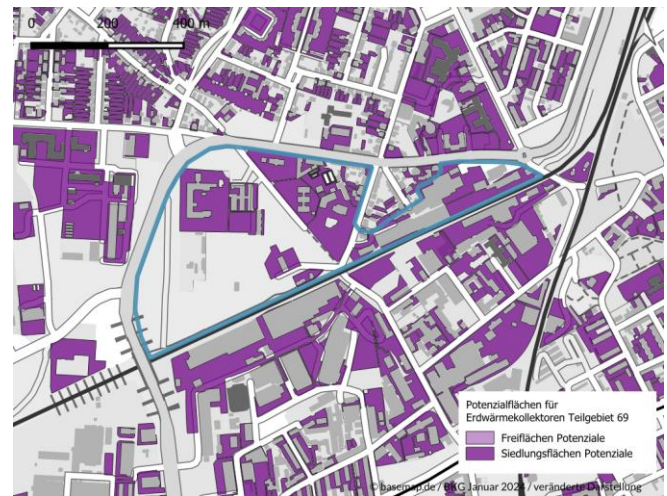 0 200 400 m
Potenzialflächen für
Erdwärmekollektoren Teilgebiet 69
Freiflächen Potenziale
Siedlungsflächen Potenziale
© basemap.de / BKG Januar 2024 / veränderte Darstellung